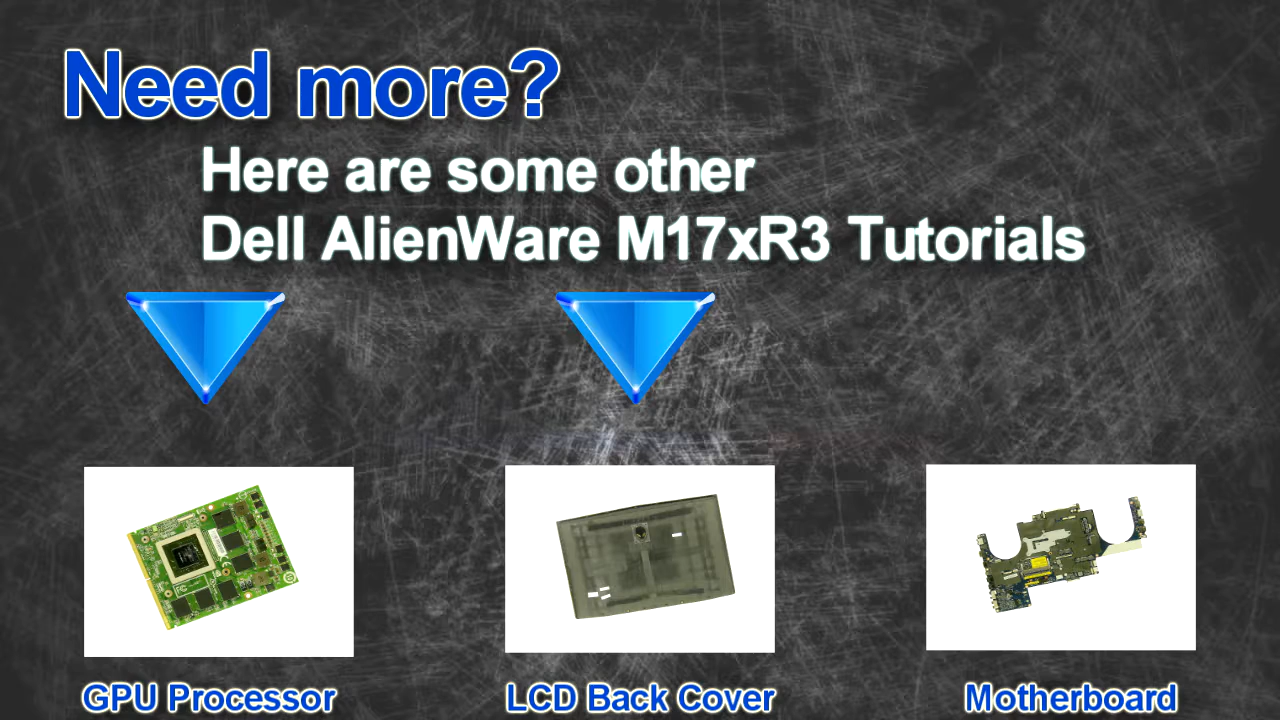 Need more?
Here are some other
Dell AlienWare M17xR3 Tutorials
GPU Processor
LCD Back Cover
Motherboard